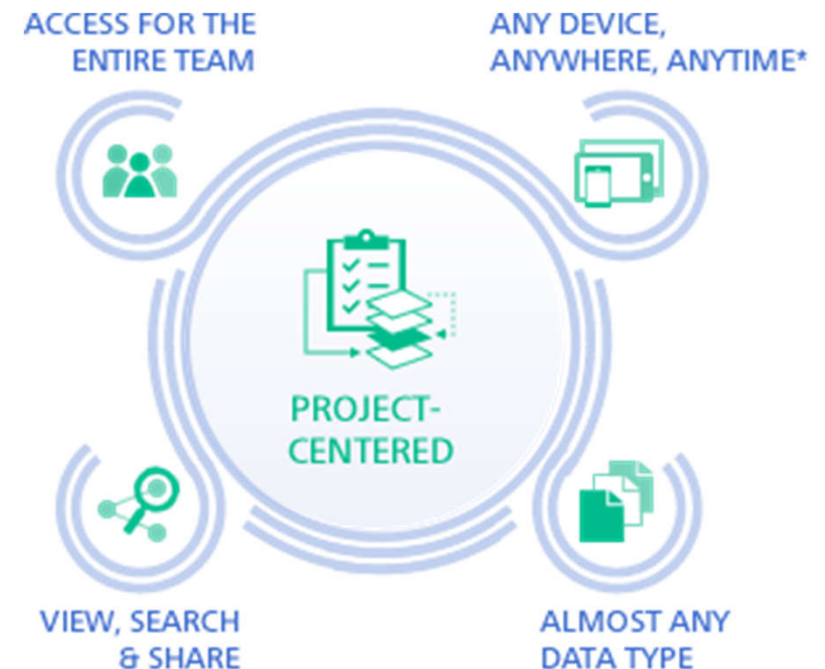 ACCESS FOR THE
ENTIRE TEAM
ANY DEVICE,
ANYWHERE, ANYTIME*
PROJECT-
CENTERED
VIEW, SEARCH
& SHARE
ALMOST ANY
DATA TYPE